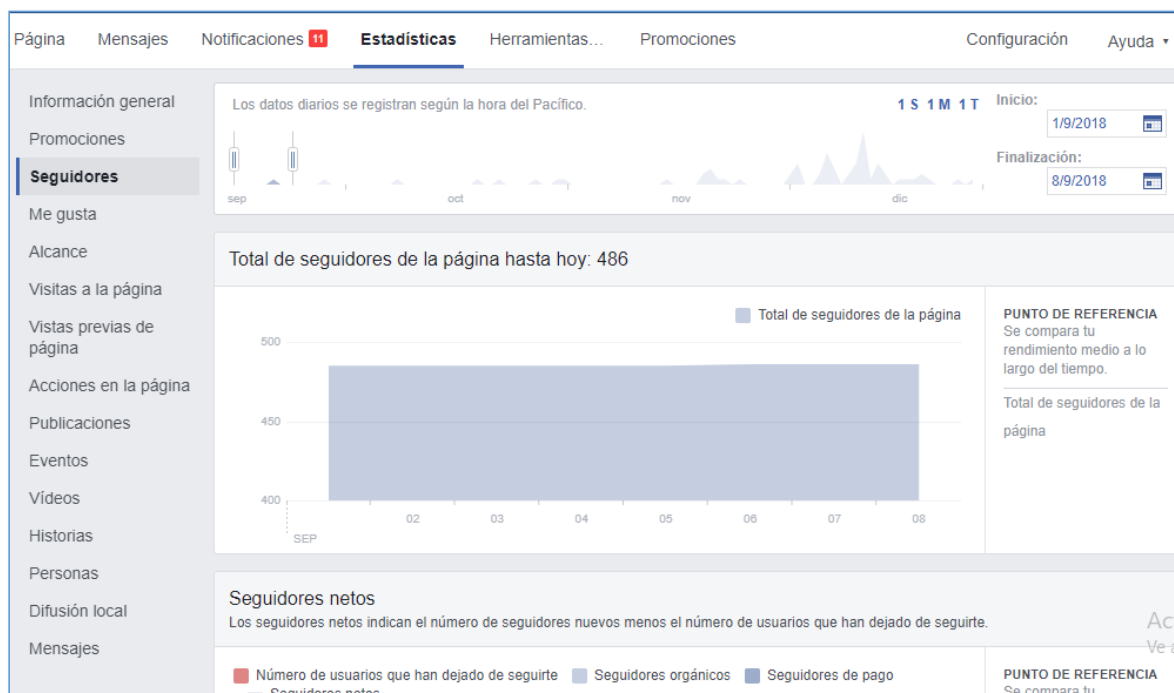 Página Mensajes Notificaciones 11 Estadísticas Herramientas... Promociones Configuración Ayuda
Información general
Promociones
Seguidores
Me gusta
Alcance
Visitas a la página
Vistas previas de
página
Acciones en la página
Publicaciones
Eventos
Vídeos
Historias
Personas
Difusión local
Mensajes
Los datos diarios se registran según la hora del Pacífico.
1 S 1 M 1 T
Inicio:
1/9/2018
Finalización:
8/9/2018
sep oct nov dic
Total de seguidores de la página hasta hoy: 486
Total de seguidores de la página
500
450
400
02 03 04 05 06 07 08
SEP
PUNTO DE REFERENCIA
Se compara tu
rendimiento medio a lo
largo del tiempo.
Total de seguidores de la
página
Seguidores netos
Los seguidores netos indican el número de seguidores nuevos menos el número de usuarios que han dejado de seguirte.
Número de usuarios que han dejado de seguirte Seguidores orgánicos Seguidores de pago
Seguidores netos
PUNTO DE REFERENCIA
Se compara tu
Ac
Ve a